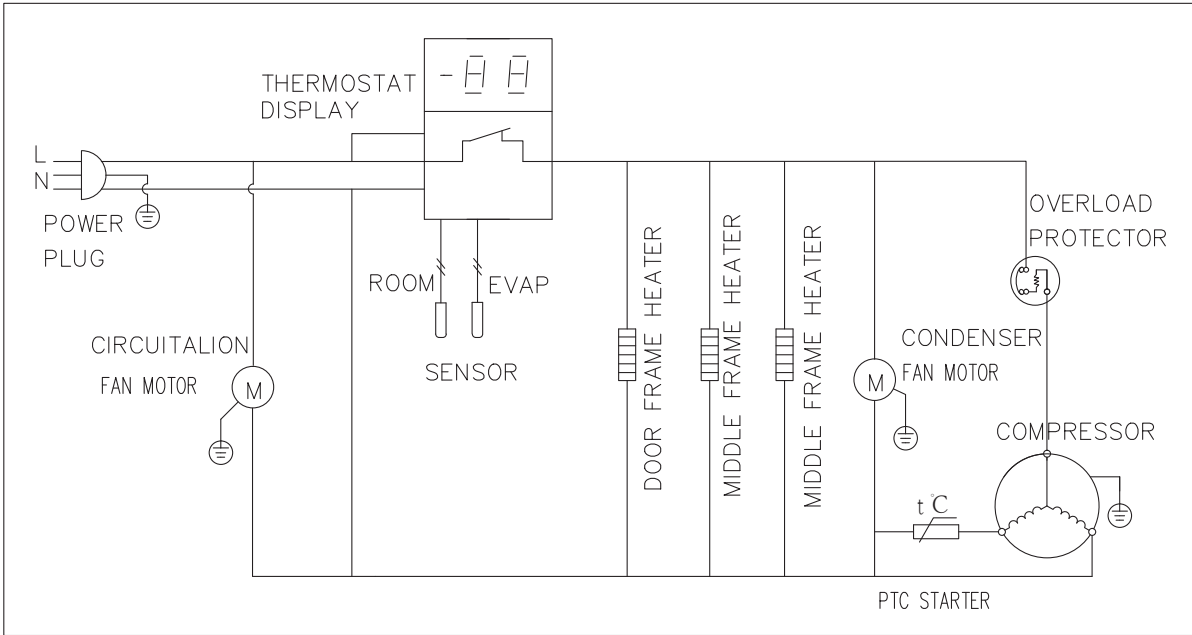 THERMOSTAT
DISPLAY
-88
L
N
POWER
PLUG
ROOM
EVAP
SENSOR
CIRCUITALION
FAN MOTOR
M
DOOR FRAME HEATER
MIDDLE FRAME HEATER
MIDDLE FRAME HEATER
OVERLOAD
PROTECTOR
CONDENSER
FAN MOTOR
M
COMPRESSOR
t°C
PTC STARTER